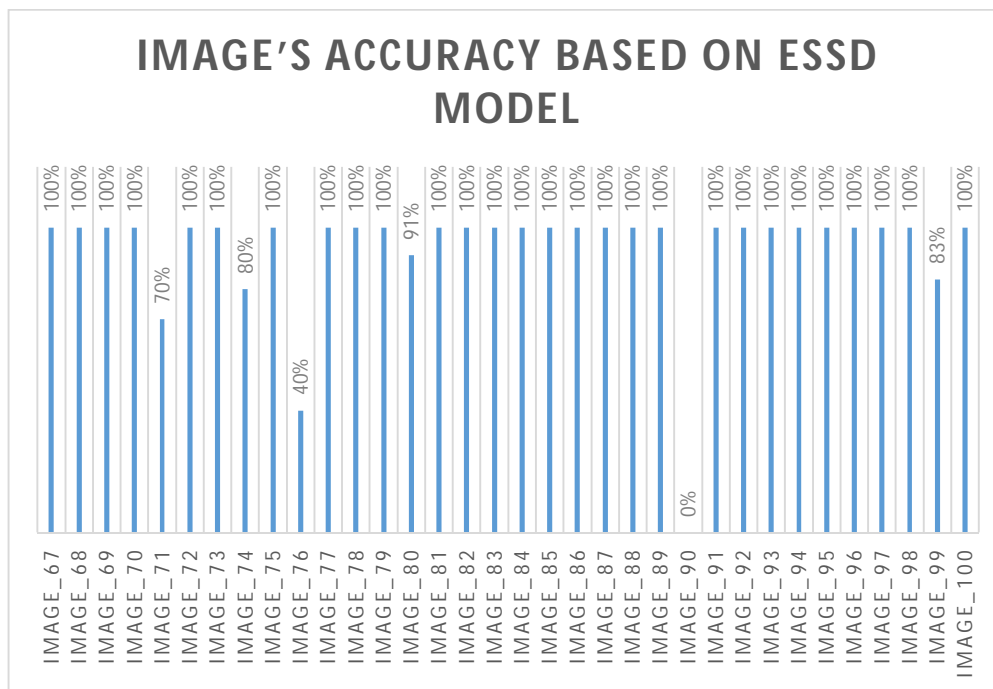 IMAGE'S ACCURACY BASED ON ESSD
MODEL
100%
100%
100%
100%
70%
100%
100%
80%
100%
40%
100%
100%
100%
91%
100%
100%
100%
100%
100%
100%
100%
100%
100%
0%
100%
100%
100%
100%
100%
100%
100%
100%
83%
100%
IMAGE_67
IMAGE_68
IMAGE_69
IMAGE_70
IMAGE_71
IMAGE_72
IMAGE_73
IMAGE_74
IMAGE_75
IMAGE_76
IMAGE_77
IMAGE_78
IMAGE_79
IMAGE_80
IMAGE_81
IMAGE_82
IMAGE_83
IMAGE_84
IMAGE_85
IMAGE_86
IMAGE_87
IMAGE_88
IMAGE_89
IMAGE_90
IMAGE_91
IMAGE_92
IMAGE_93
IMAGE_94
IMAGE_95
IMAGE_96
IMAGE_97
IMAGE_98
IMAGE_99
IMAGE_100